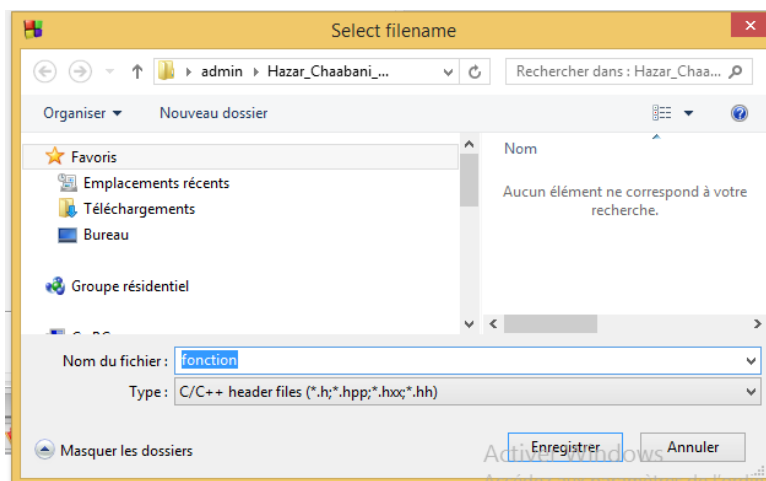 Select filename
admin Hazar_Chaabani_...
Rechercher dans : Hazar_Chaa...
Organiser Nouveau dossier
Favoris
Emplacements récents
Téléchargements
Bureau
Groupe résidentiel
Nom
Aucun élément ne correspond à votre
recherche.
Nom du fichier : fonction
Type : C/C++ header files (*.h;*.hpp;*.hxx;*.hh)
Masquer les dossiers
Enregistrer
Annuler
Activer Windows